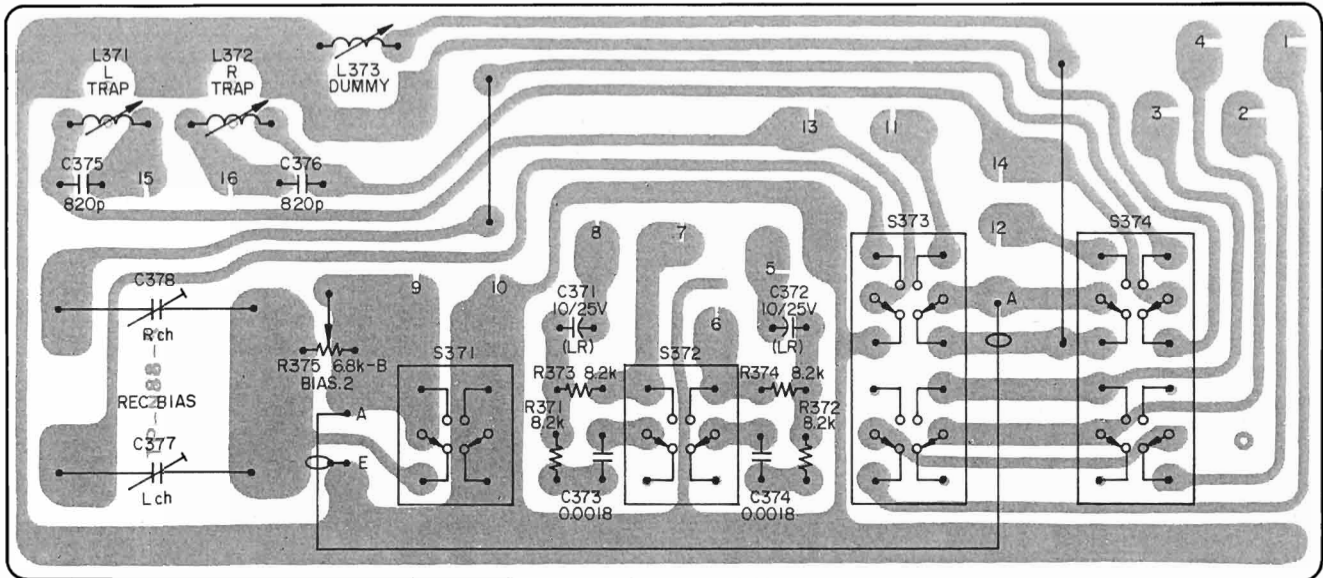 L371
L
TRAP
L372
R
TRAP
L373
DUMMY
4
1
3
2
13
11
14
C375
820p
15
16
C376
820p
S373
12
S374
8
7
5
C378
R ch
9
10
C371
10/25V
(LR)
6
C372
10/25V
(LR)
A
R375 6.8k-B
BIAS.2
S371
R373 8.2k
S372
R374 8.2k
R371
8.2k
R372
8.2k
REC BIAS
A
C377
L ch
E
C373
0.0018
C374
0.0018